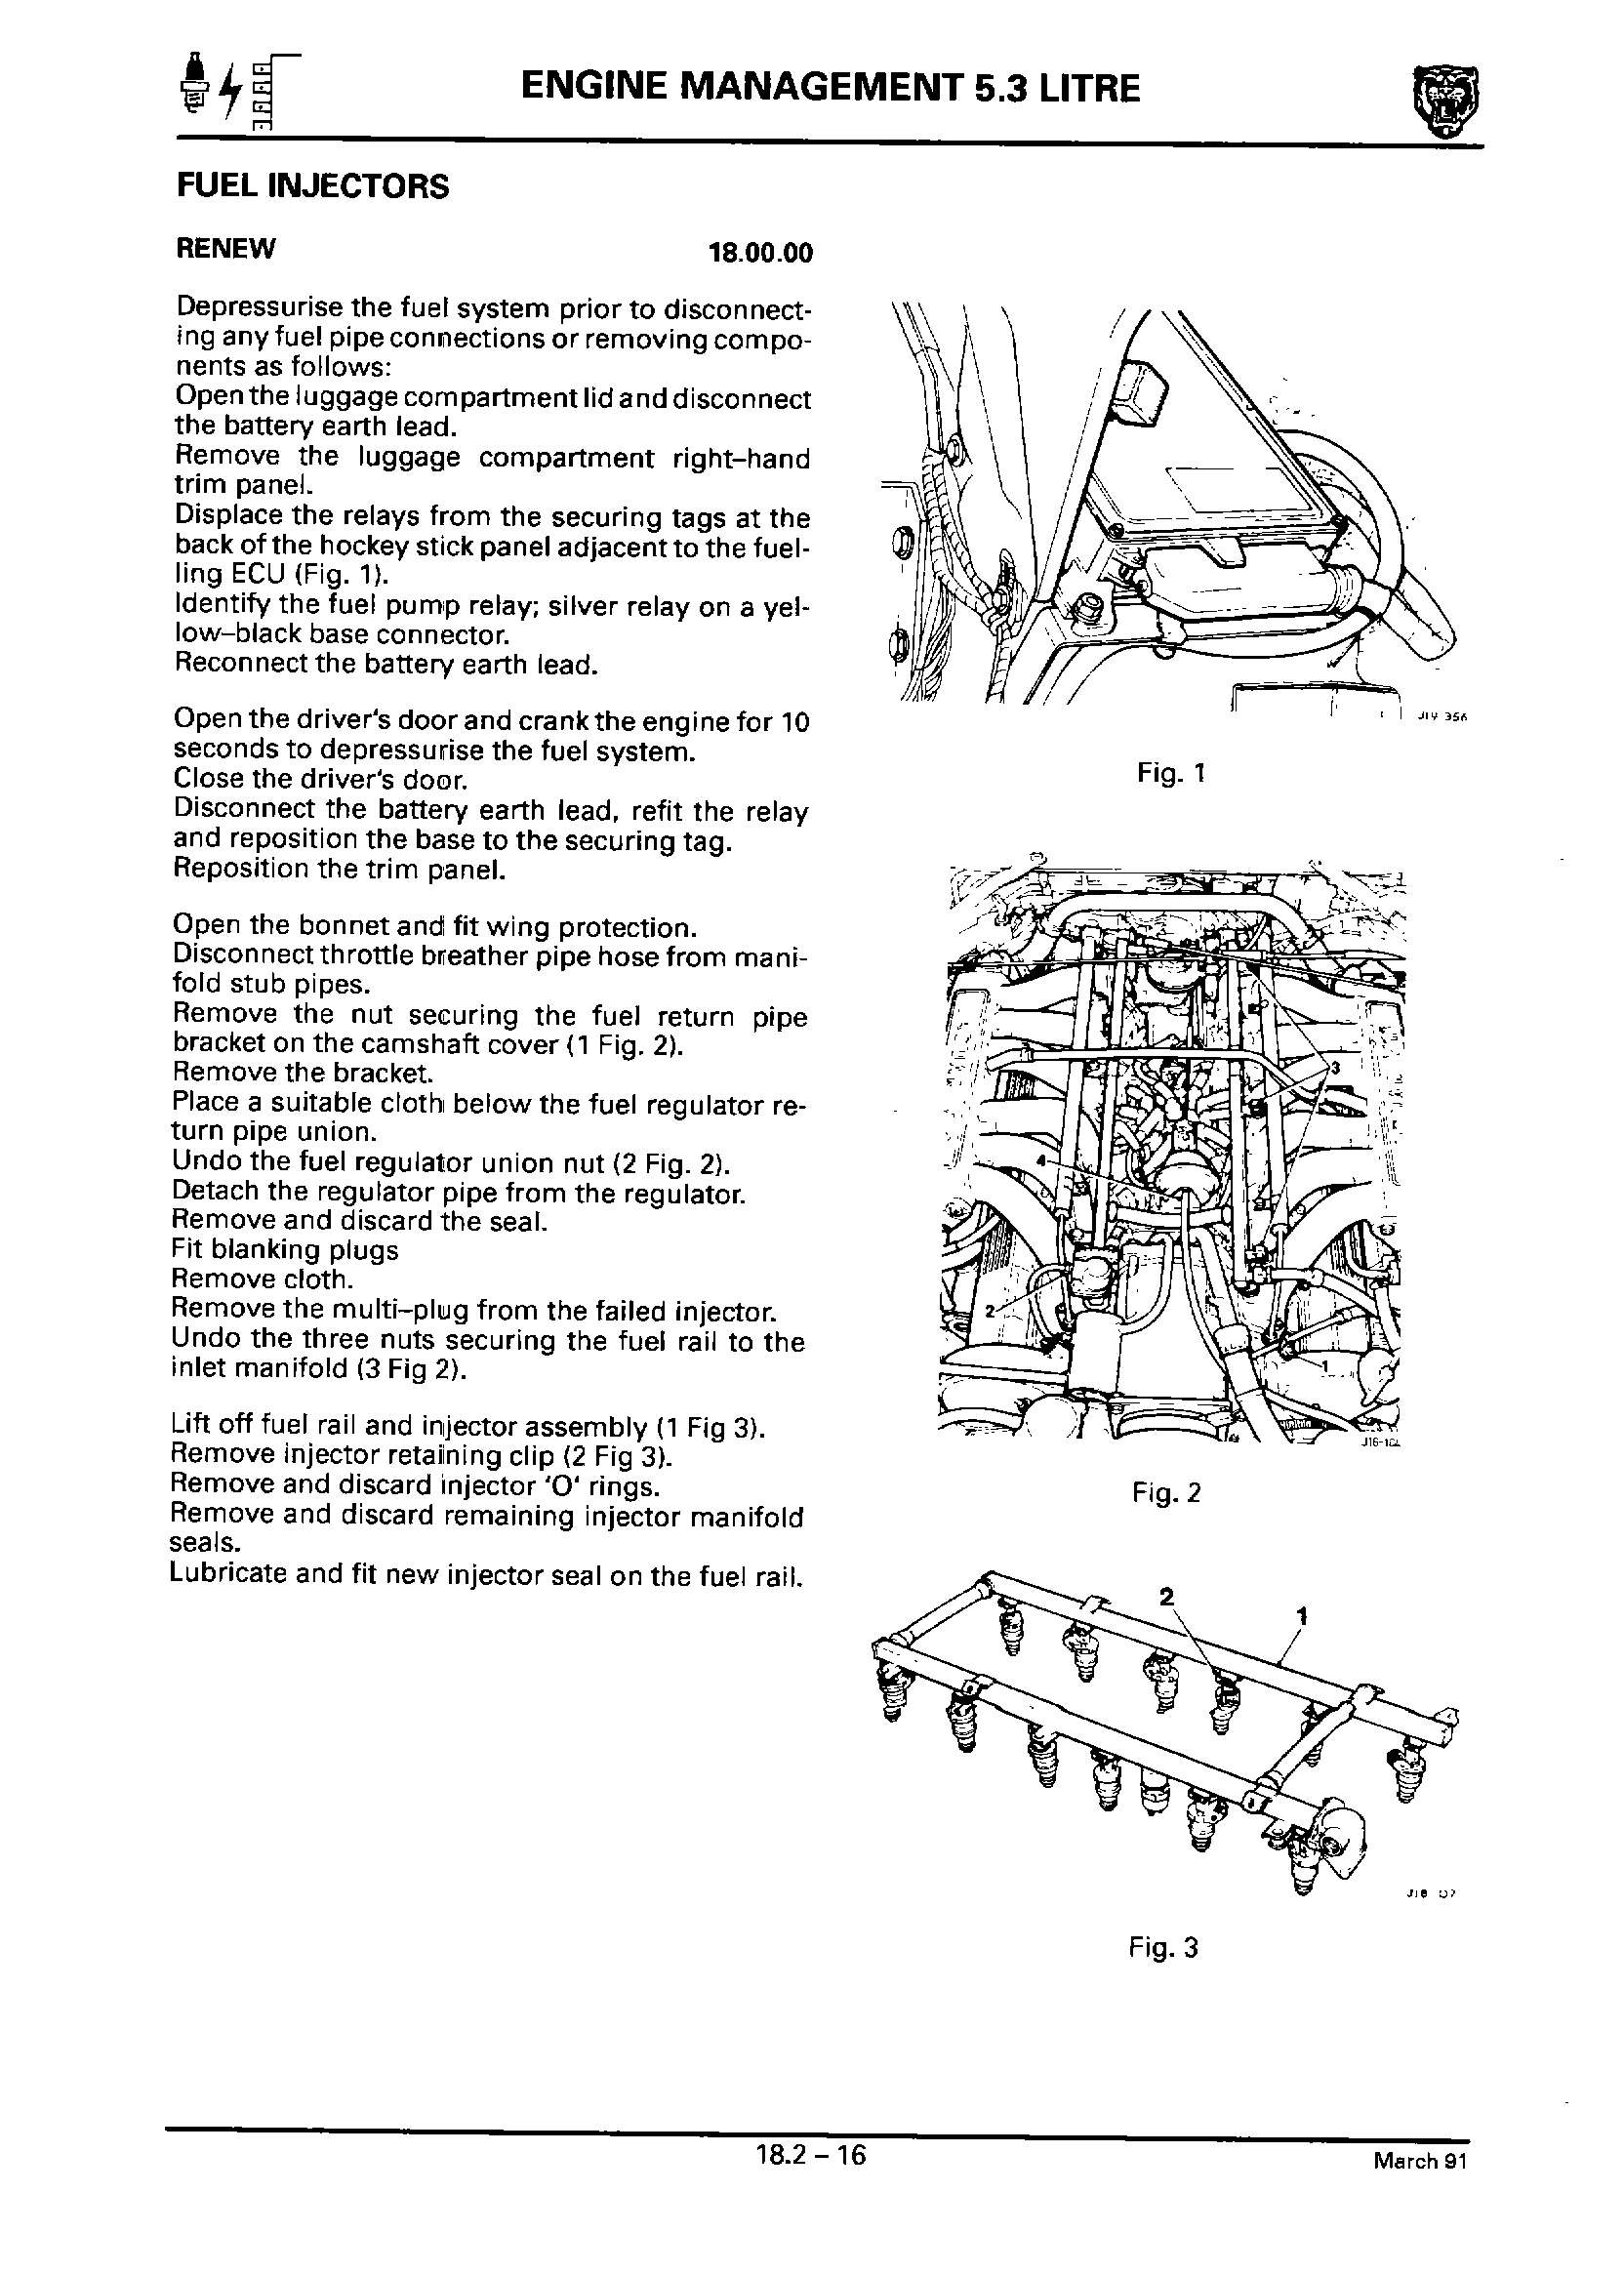 ENGINE MANAGEMENT 5.3 LITRE
FUEL INJECTORS
RENEW 18.00.00
Depressurise the fuel system prior to disconnect-
ing any fuel pipe connections or removing compo-
nents as follows:
Open the luggage compartment lid and disconnect
the battery earth lead.
Remove the luggage compartment right-hand
trim panel.
Displace the relays from the securing tags at the
back of the hockey stick panel adjacent to the fuel-
ling ECU (Fig. 1).
Identify the fuel pump relay; silver relay on a yel-
low-black base connector.
Reconnect the battery earth lead.
Open the driver's door and crank the engine for 10
seconds to depressurise the fuel system.
Close the driver's door.
Disconnect the battery earth lead, refit the relay
and reposition the base to the securing tag.
Reposition the trim panel.
Open the bonnet and fit wing protection.
Disconnect throttle breather pipe hose from mani-
fold stub pipes.
Remove the nut securing the fuel return pipe
bracket on the camshaft cover (1 Fig. 2).
Remove the bracket.
Place a suitable cloth below the fuel regulator re-
turn pipe union.
Undo the fuel regulator union nut (2 Fig. 2).
Detach the regulator pipe from the regulator.
Remove and discard the seal.
Fit blanking plugs
Remove cloth.
Remove the multi-plug from the failed injector.
Undo the three nuts securing the fuel rail to the
inlet manifold (3 Fig 2).
Lift off fuel rail and injector assembly (1 Fig 3).
Remove injector retaining clip (2 Fig 3).
Remove and discard injector 'O' rings.
Remove and discard remaining injector manifold
seals.
Lubricate and fit new injector seal on the fuel rail.
J19 356
Fig. 1
3
4
2
1
Fig. 2
2
1
Fig. 3
18.2 – 16
March 91